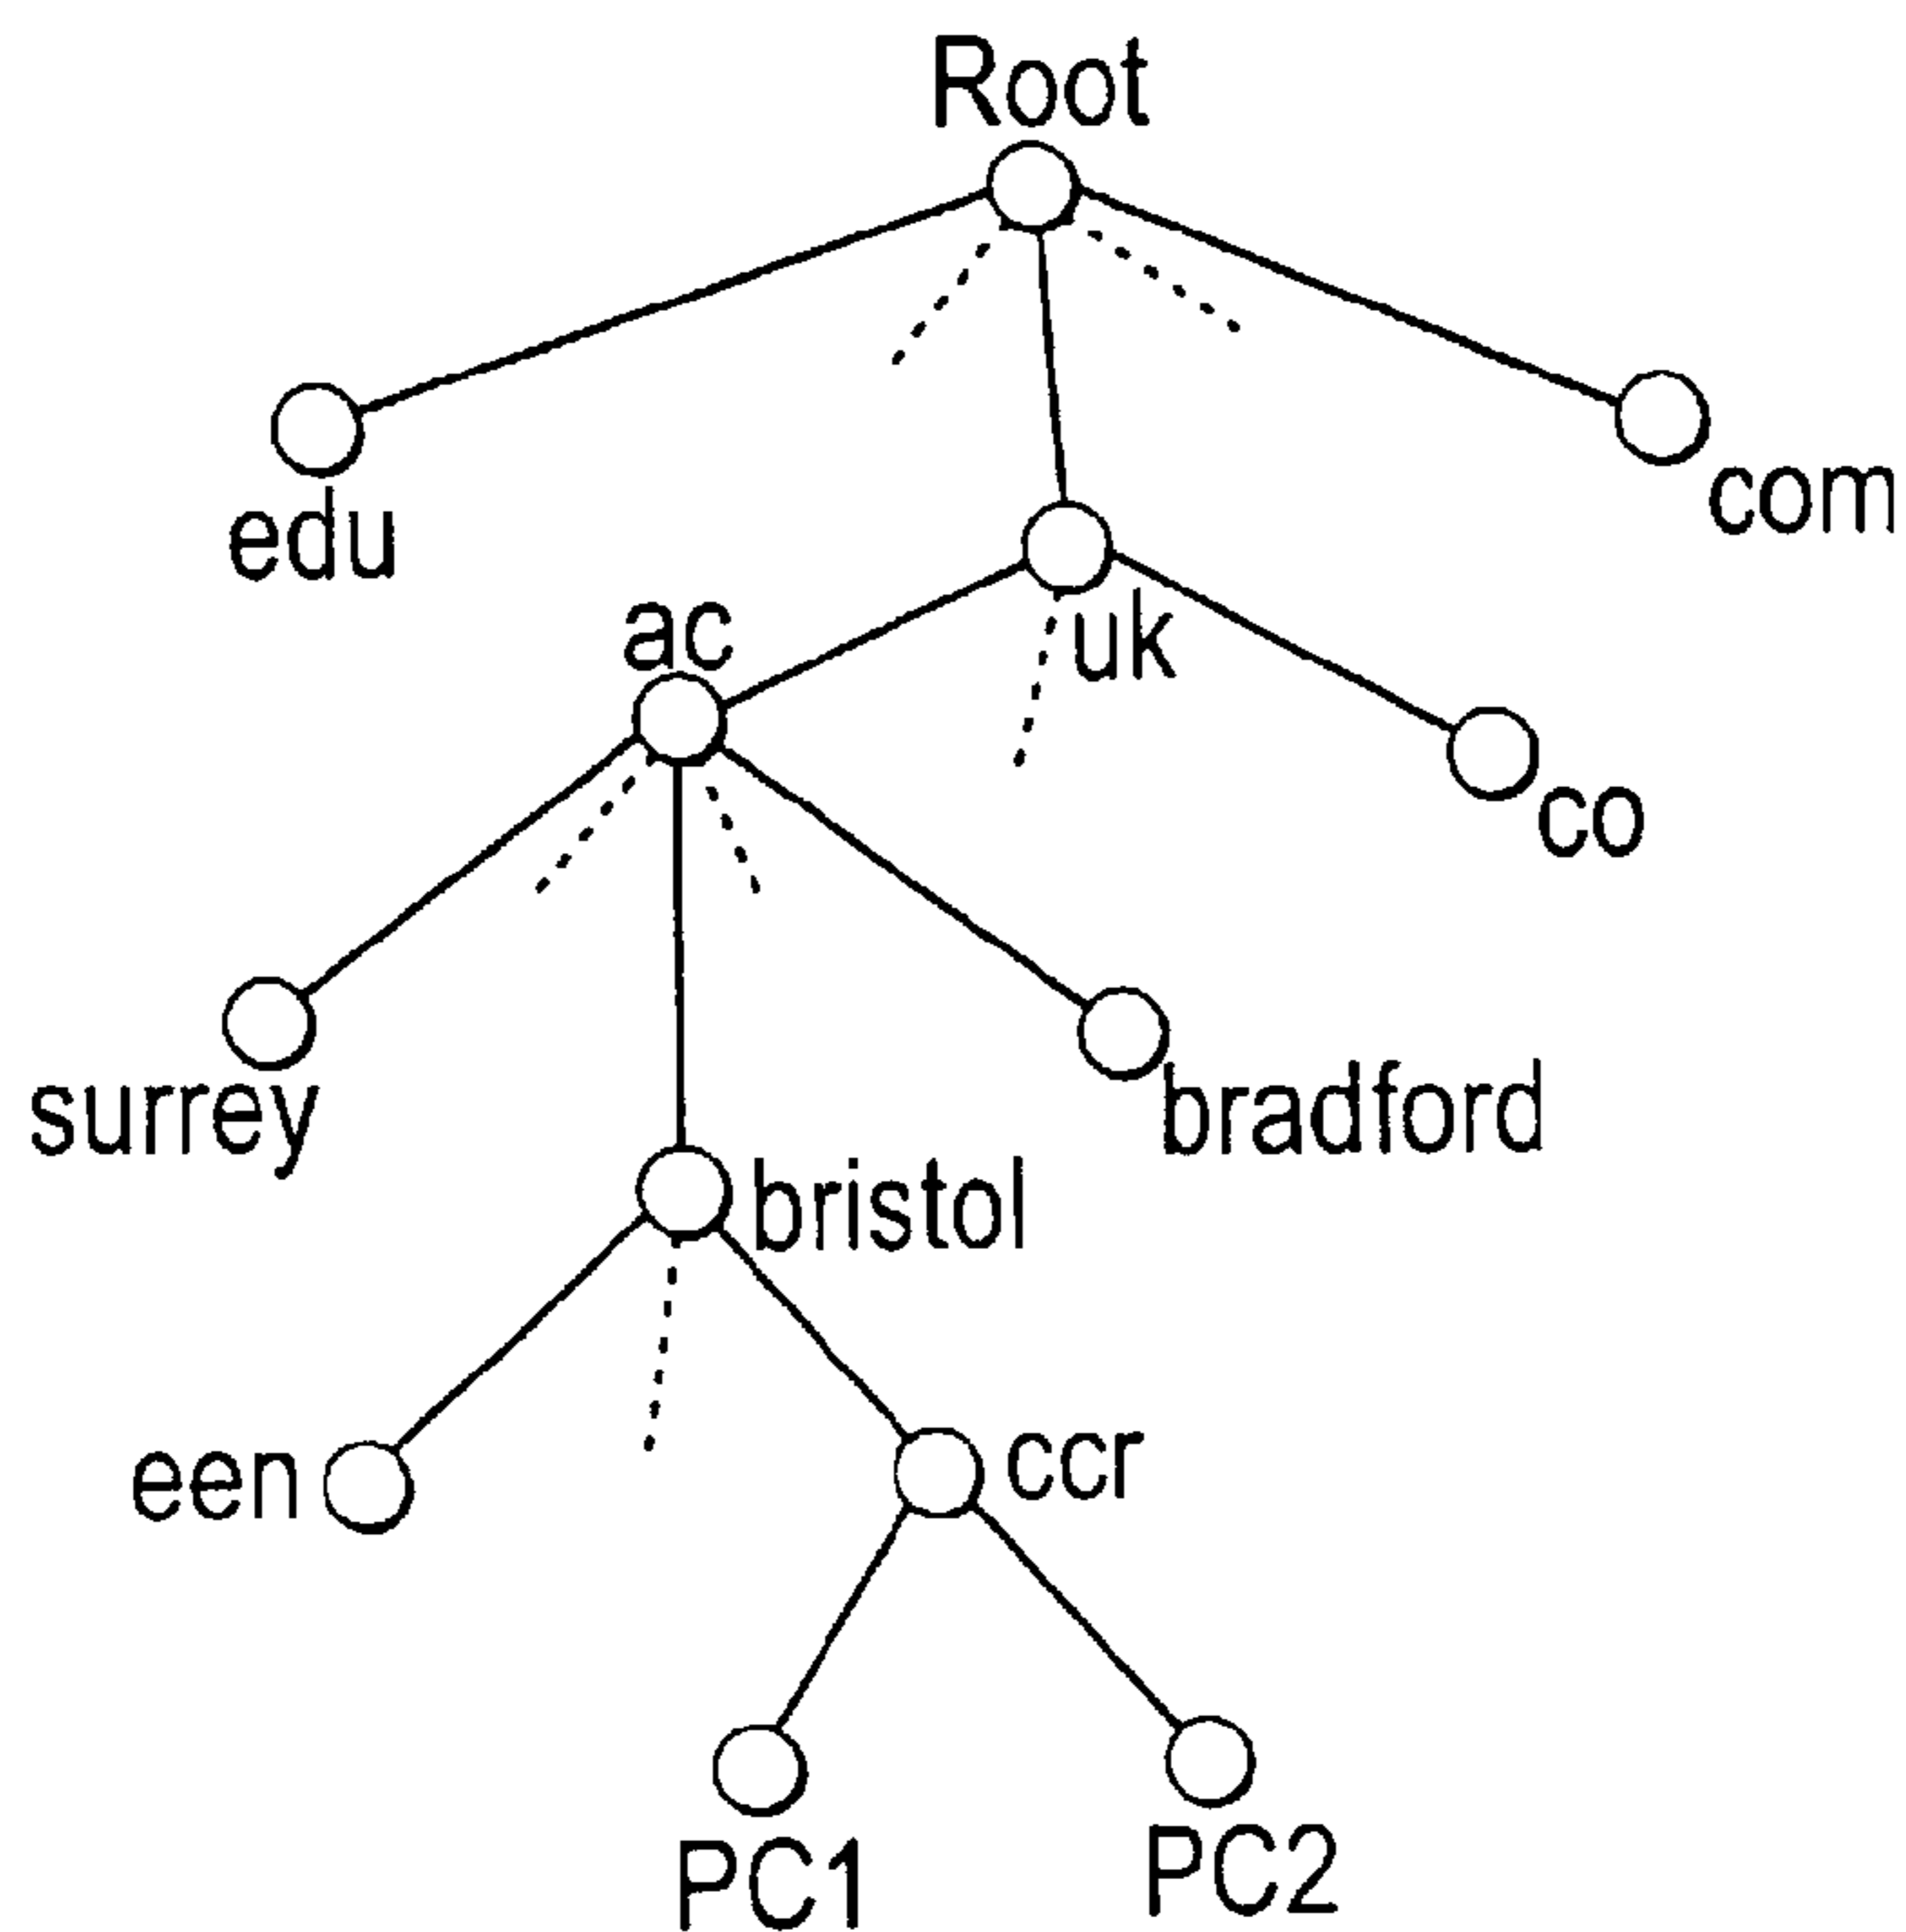 Root
edu
com
uk
ac
co
surrey
bradford
bristol
een
ccr
PC1
PC2